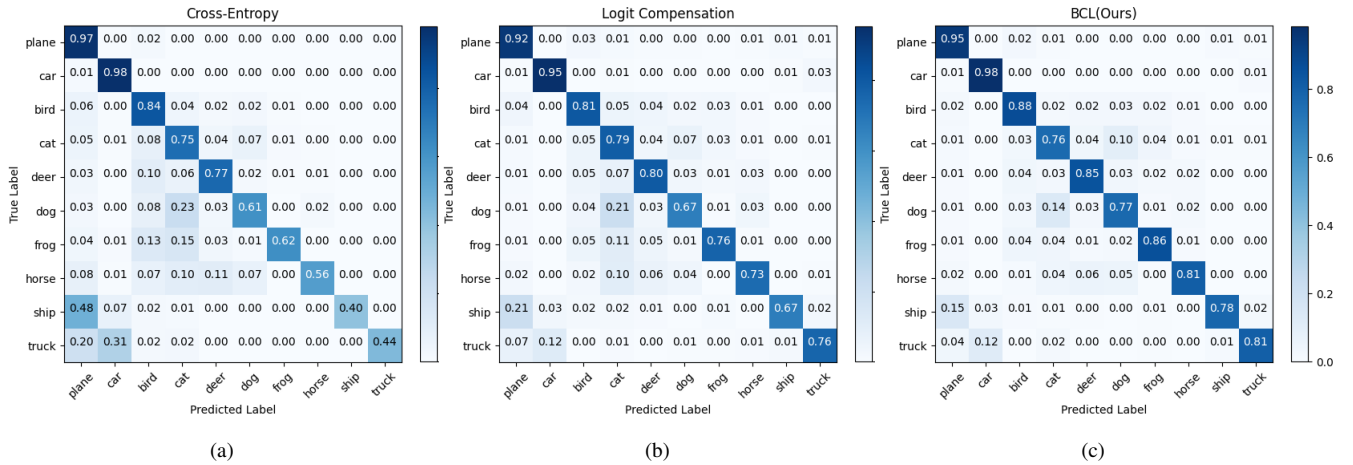 Cross-Entropy
True Label
plane 0.97 0.00 0.02 0.00 0.00 0.00 0.00 0.00 0.00 0.00
car 0.01 0.98 0.00 0.00 0.00 0.00 0.00 0.00 0.00 0.00
bird 0.06 0.00 0.84 0.04 0.02 0.02 0.01 0.00 0.00 0.00
cat 0.05 0.01 0.08 0.75 0.04 0.07 0.01 0.00 0.00 0.00
deer 0.03 0.00 0.10 0.06 0.77 0.02 0.01 0.01 0.00 0.00
dog 0.03 0.00 0.08 0.23 0.03 0.61 0.00 0.02 0.00 0.00
frog 0.04 0.01 0.13 0.15 0.03 0.01 0.62 0.00 0.00 0.00
horse 0.08 0.01 0.07 0.10 0.11 0.07 0.00 0.56 0.00 0.00
ship 0.48 0.07 0.02 0.01 0.00 0.00 0.00 0.00 0.40 0.00
truck 0.20 0.31 0.02 0.02 0.00 0.00 0.00 0.00 0.00 0.44
plane car bird cat deer dog frog horse ship truck
Predicted Label
(a)
Logit Compensation
True Label
plane 0.92 0.00 0.03 0.01 0.01 0.00 0.00 0.01 0.01 0.01
car 0.01 0.95 0.00 0.01 0.00 0.00 0.00 0.00 0.01 0.03
bird 0.04 0.00 0.81 0.05 0.04 0.02 0.03 0.01 0.00 0.00
cat 0.01 0.00 0.05 0.79 0.04 0.07 0.03 0.01 0.01 0.01
deer 0.01 0.00 0.05 0.07 0.80 0.03 0.01 0.03 0.00 0.00
dog 0.01 0.00 0.04 0.21 0.03 0.67 0.01 0.03 0.00 0.00
frog 0.01 0.00 0.05 0.11 0.05 0.01 0.76 0.00 0.00 0.00
horse 0.02 0.00 0.02 0.10 0.06 0.04 0.00 0.73 0.00 0.01
ship 0.21 0.03 0.02 0.02 0.01 0.00 0.01 0.00 0.67 0.02
truck 0.07 0.12 0.00 0.01 0.00 0.00 0.00 0.01 0.01 0.76
plane car bird cat deer dog frog horse ship truck
Predicted Label
(b)
BCL(Ours)
True Label
plane 0.95 0.00 0.02 0.01 0.00 0.00 0.00 0.00 0.01 0.01
car 0.01 0.98 0.00 0.00 0.00 0.00 0.00 0.00 0.00 0.01
bird 0.02 0.00 0.88 0.02 0.02 0.03 0.02 0.01 0.00 0.00
cat 0.01 0.00 0.03 0.76 0.04 0.10 0.04 0.01 0.00 0.01
deer 0.01 0.00 0.04 0.03 0.85 0.03 0.02 0.02 0.00 0.00
dog 0.01 0.00 0.03 0.14 0.03 0.77 0.01 0.02 0.00 0.00
frog 0.01 0.00 0.04 0.04 0.01 0.02 0.86 0.00 0.00 0.00
horse 0.02 0.00 0.01 0.04 0.06 0.05 0.00 0.81 0.00 0.00
ship 0.15 0.03 0.01 0.01 0.00 0.00 0.01 0.00 0.78 0.02
truck 0.04 0.12 0.00 0.01 0.00 0.00 0.00 0.00 0.01 0.81
plane car bird cat deer dog frog horse ship truck
Predicted Label
0.8
0.6
0.4
0.2
0.0
(c)